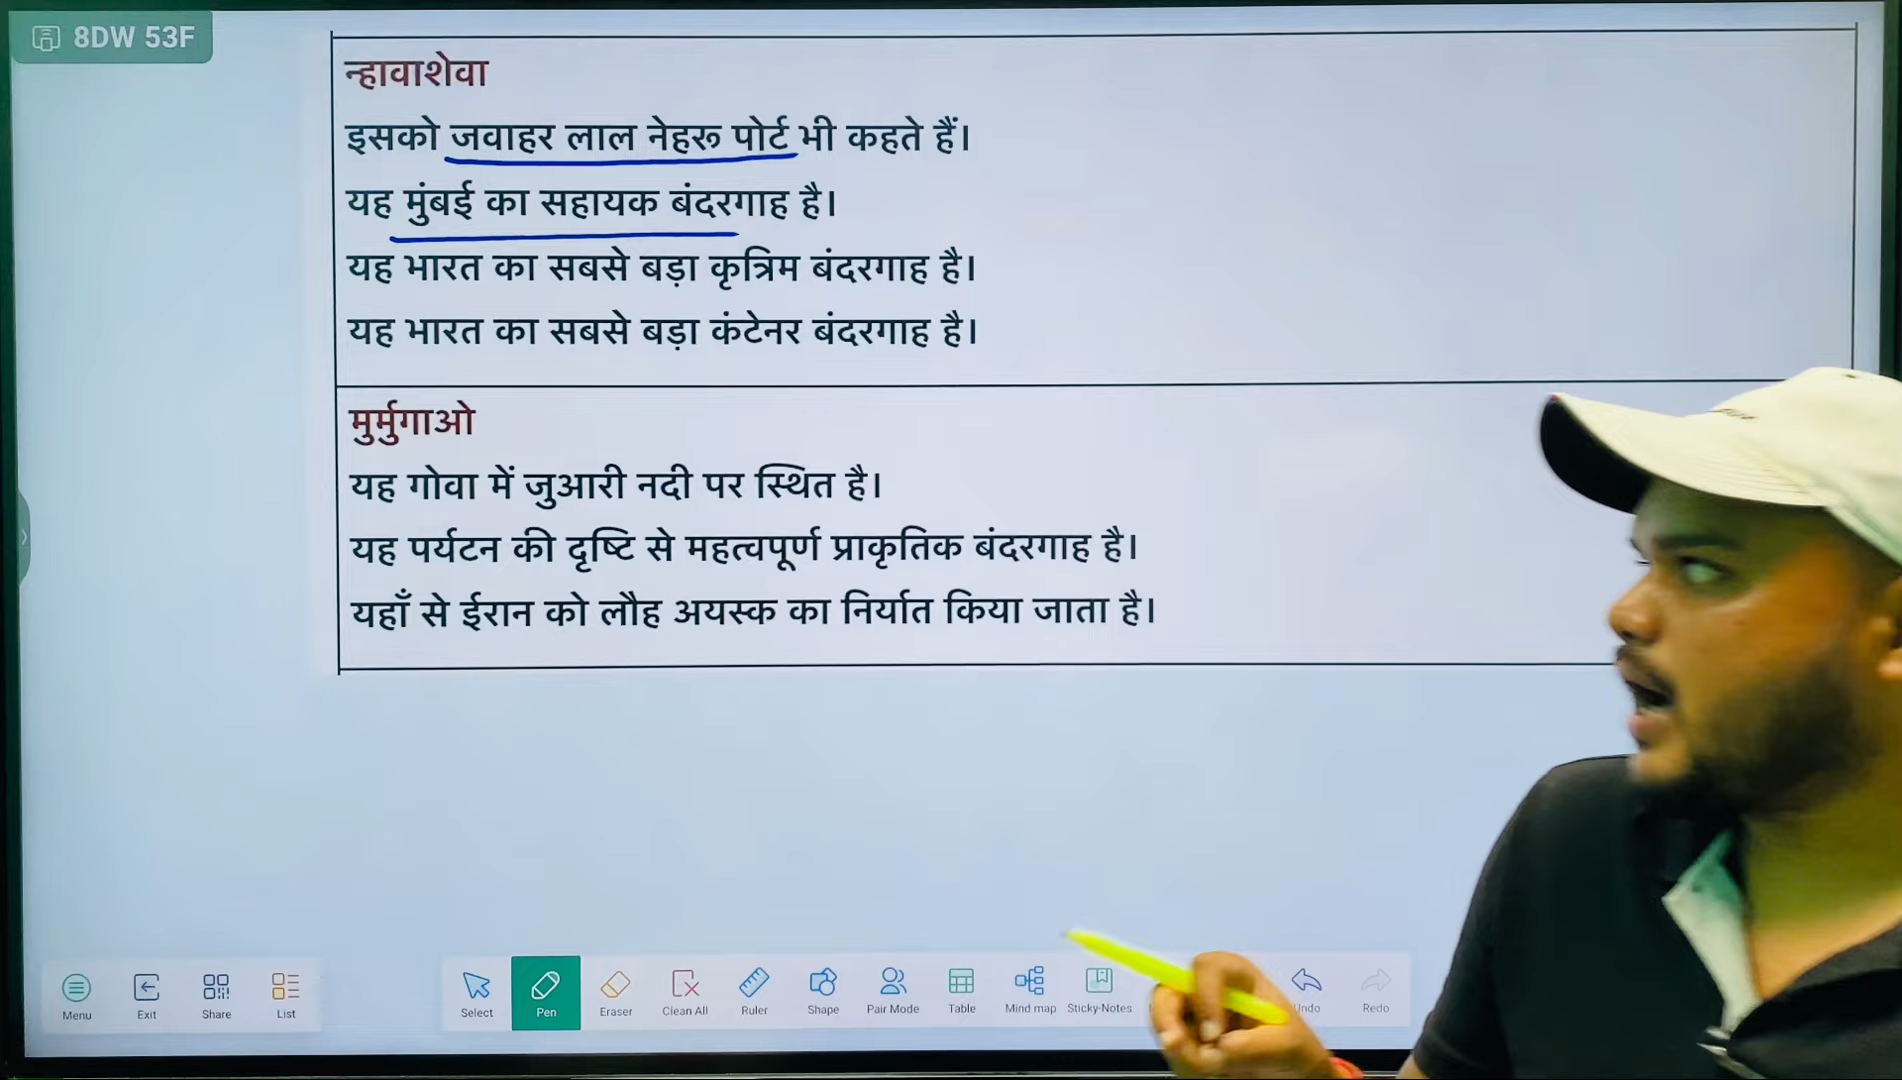 8DW 53F
न्हावाशेवा
इसको जवाहर लाल नेहरू पोर्ट भी कहते हैं।
यह मुंबई का सहायक बंदरगाह है।
यह भारत का सबसे बड़ा कृत्रिम बंदरगाह है।
यह भारत का सबसे बड़ा कंटेनर बंदरगाह है।
मुर्मुगाओ
यह गोवा में जुआरी नदी पर स्थित है।
यह पर्यटन की दृष्टि से महत्वपूर्ण प्राकृतिक बंदरगाह है।
यहाँ से ईरान को लौह अयस्क का निर्यात किया जाता है।
Menu Exit Share List Select Pen Eraser Clean All Ruler Shape Pair Mode Table Mind map Sticky-Notes Undo Redo